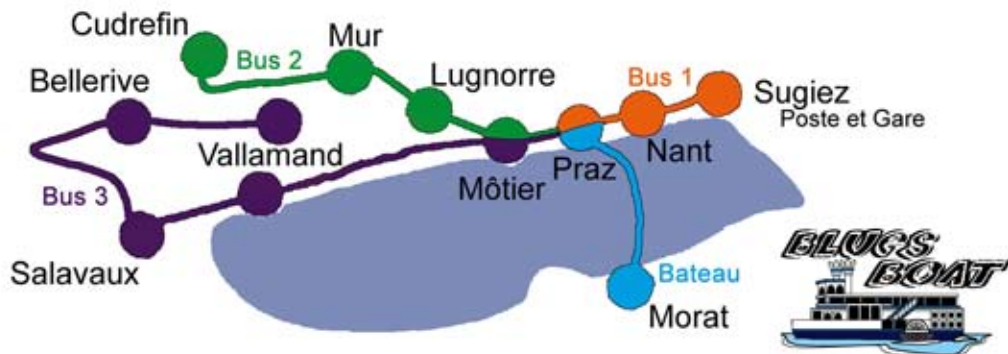 Cudrefin
Bus 2
Mur
Bellerive
Lugnorre
Bus 1
Sugiez
Poste et Gare
Vallamand
Nant
Praz
Môtier
Bus 3
Salavaux
Bateau
Morat
BLUGS
BOAT